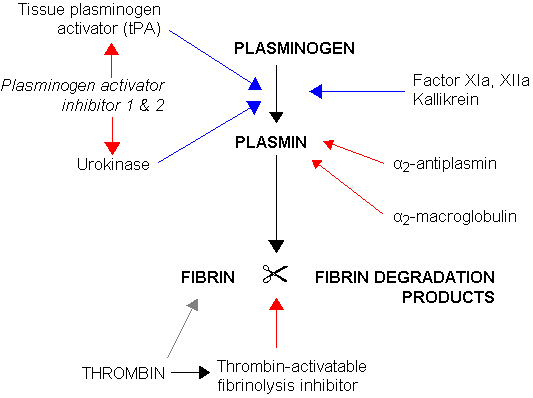 Tissue plasminogen
activator (tPA)
PLASMINOGEN
Plasminogen activator
inhibitor 1 & 2
Factor XIa, XIIa
Kallikrein
Urokinase
PLASMIN
α2-antiplasmin
α2-macroglobulin
FIBRIN
FIBRIN DEGRADATION
PRODUCTS
THROMBIN
Thrombin-activatable
fibrinolysis inhibitor